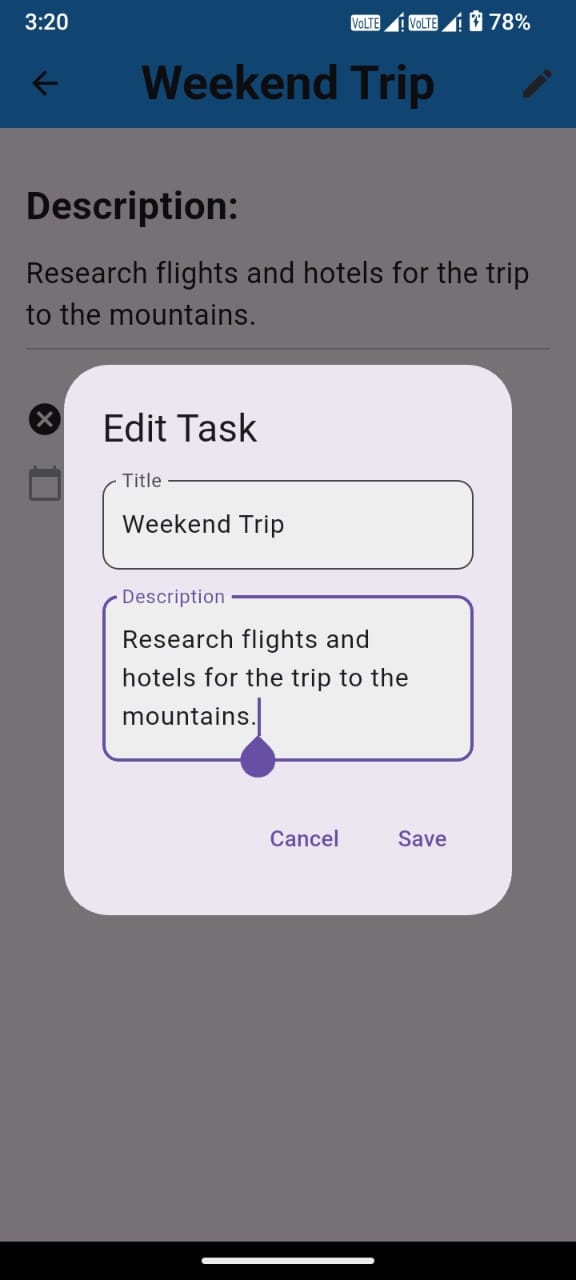 3:20 VoLTE VoLTE 78%
Weekend Trip
Description:
Research flights and hotels for the trip
to the mountains.
Edit Task
Title
Weekend Trip
Description
Research flights and
hotels for the trip to the
mountains.
Cancel Save